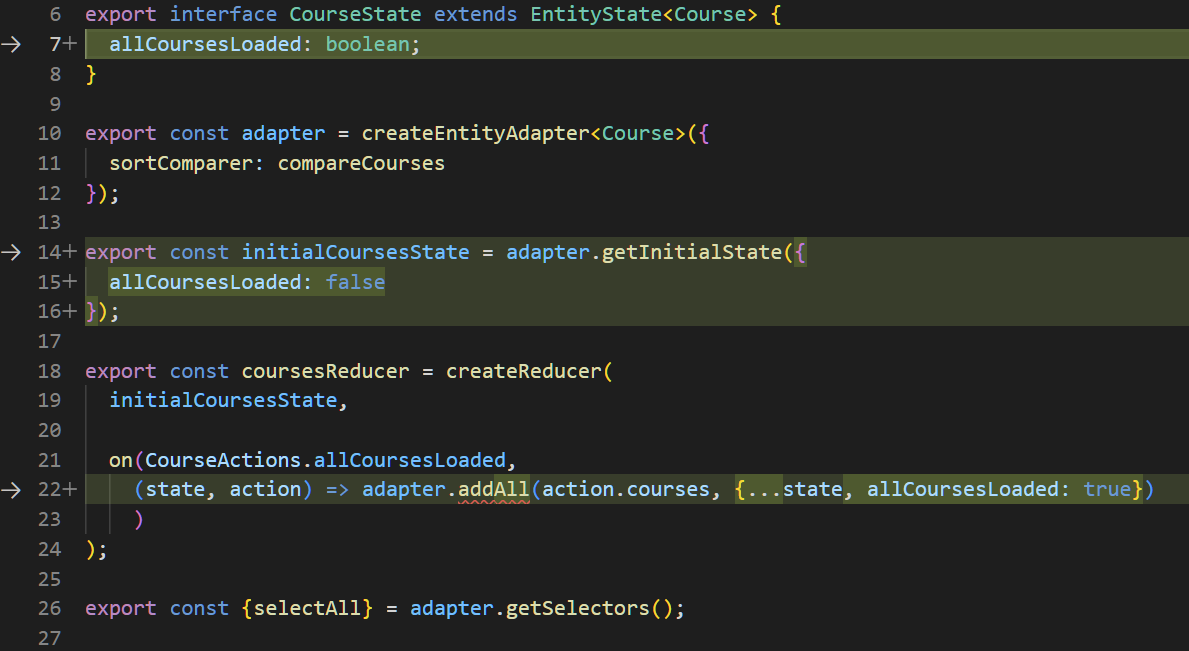 6 export interface CourseState extends EntityState<Course> {
→ 7+ allCoursesLoaded: boolean;
8 }
9
10 export const adapter = createEntityAdapter<Course>({
11 sortComparer: compareCourses
12 });
13
→ 14+ export const initialCoursesState = adapter.getInitialState({
15+ allCoursesLoaded: false
16+ });
17
18 export const coursesReducer = createReducer(
19 initialCoursesState,
20
21 on(CourseActions.allCoursesLoaded,
→ 22+ (state, action) => adapter.addAll(action.courses, {...state, allCoursesLoaded: true})
23 )
24 );
25
26 export const {selectAll} = adapter.getSelectors();
27